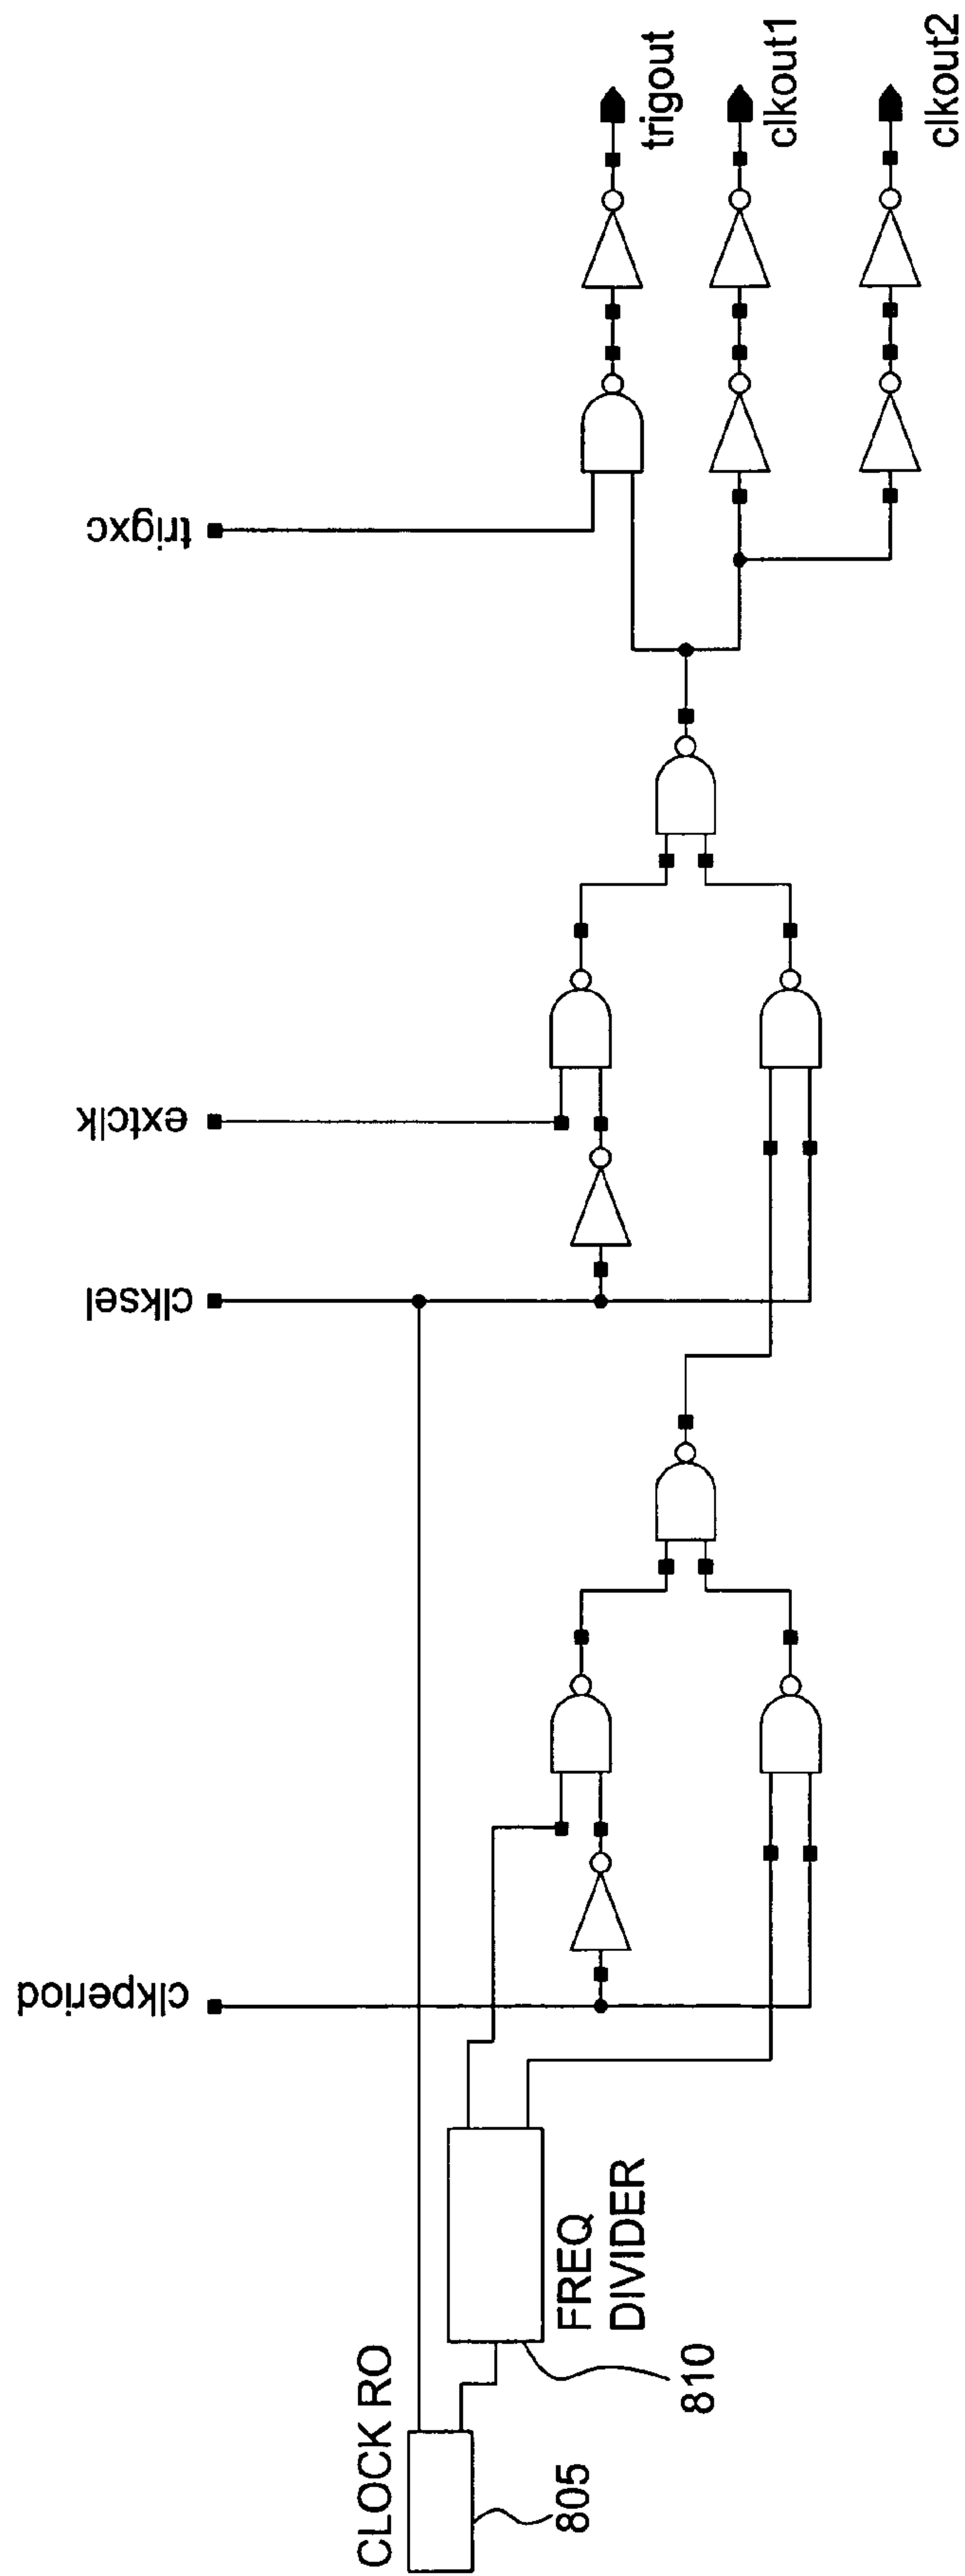 clkperiod
clksel
extclk
trigxc
CLOCK RO
805
FREQ
DIVIDER
810
trigout
clkout1
clkout2